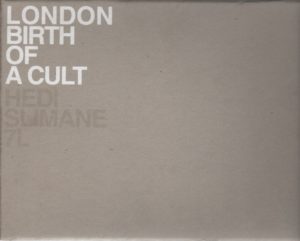 LONDON
BIRTH
OF
A CULT
HEDI
SLIMANE
7L